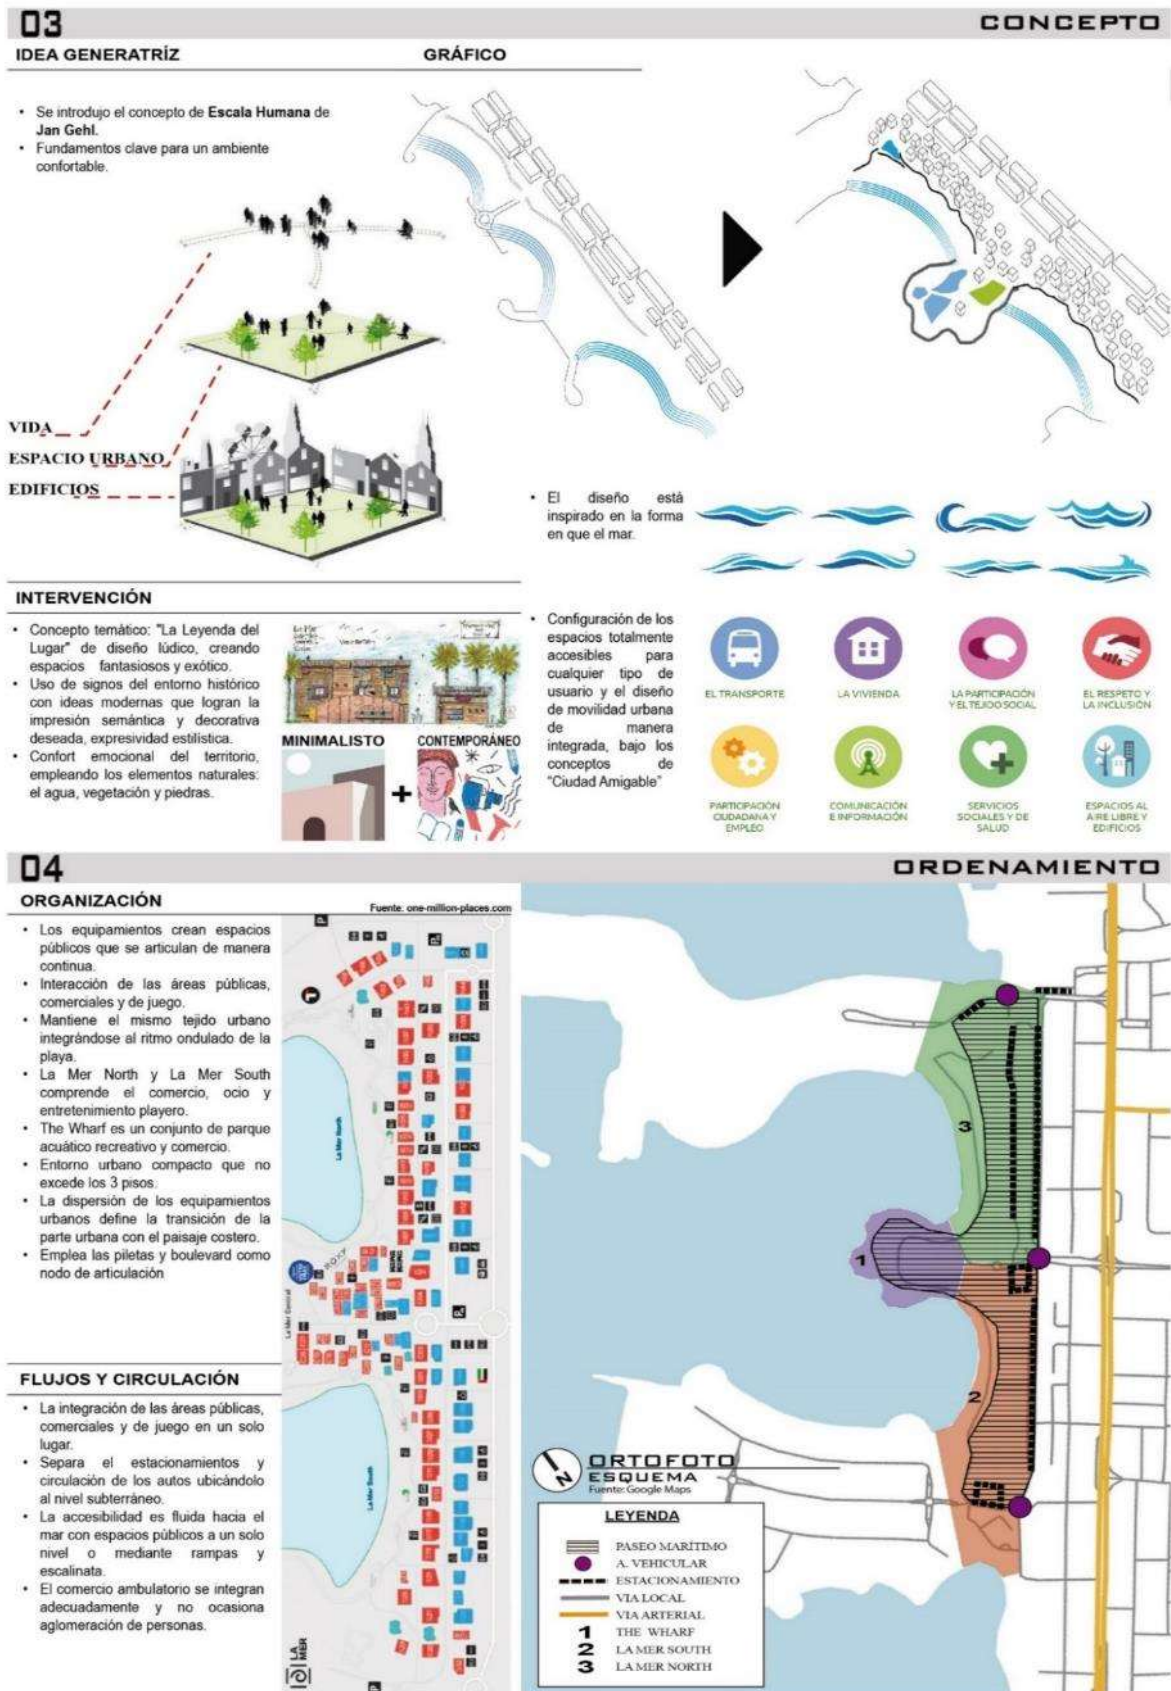 03
CONCEPTO
IDEA GENERATRÍZ
GRÁFICO
• Se introdujo el concepto de Escala Humana de
Jan Gehl.
• Fundamentos clave para un ambiente
confortable.
VIDA
ESPACIO URBANO
EDIFICIOS
• El diseño está
inspirado en la forma
en que el mar.
INTERVENCIÓN
• Concepto temático: "La Leyenda del
Lugar" de diseño lúdico, creando
espacios fantasiosos y exótico.
• Uso de signos del entorno histórico
con ideas modernas que logran la
impresión semántica y decorativa
deseada, expresividad estilística.
• Confort emocional del territorio,
empleando los elementos naturales:
el agua, vegetación y piedras.
MINIMALISTO
+
CONTEMPORÁNEO
• Configuración de los
espacios totalmente
accesibles para
cualquier tipo de
usuario y el diseño
de movilidad urbana
de manera
integrada, bajo los
conceptos de
"Ciudad Amigable"
EL TRANSPORTE
LA VIVIENDA
LA PARTICIPACIÓN
Y EL TEJIDO SOCIAL
EL RESPETO Y
LA INCLUSIÓN
PARTICIPACIÓN
CIUDADANA Y
EMPLEO
COMUNICACIÓN
E INFORMACIÓN
SERVICIOS
SOCIALES Y DE
SALUD
ESPACIOS AL
AIRE LIBRE Y
EDIFICIOS
04
ORDENAMIENTO
ORGANIZACIÓN
Fuente: one-million-places.com
• Los equipamientos crean espacios
públicos que se articulan de manera
continua.
• Interacción de las áreas públicas,
comerciales y de juego.
• Mantiene el mismo tejido urbano
integrándose al ritmo ondulado de la
playa.
• La Mer North y La Mer South
comprende el comercio, ocio y
entretenimiento playero.
• The Wharf es un conjunto de parque
acuático recreativo y comercio.
• Entorno urbano compacto que no
excede los 3 pisos.
• La dispersión de los equipamientos
urbanos define la transición de la
parte urbana con el paisaje costero.
• Emplea las piletas y boulevard como
nodo de articulación
FLUJOS Y CIRCULACIÓN
• La integración de las áreas públicas,
comerciales y de juego en un solo
lugar.
• Separa el estacionamientos y
circulación de los autos ubicándolo
al nivel subterráneo.
• La accesibilidad es fluida hacia el
mar con espacios públicos a un solo
nivel o mediante rampas y
escalinata.
• El comercio ambulatorio se integran
adecuadamente y no ocasiona
aglomeración de personas.
La Mer North
ROXY
La Mer Central
La Mer South
LA
MER
P
P
3
1
2
N
ORTOFOTO
ESQUEMA
Fuente: Google Maps
LEYENDA
PASEO MARÍTIMO
A. VEHICULAR
ESTACIONAMIENTO
VIA LOCAL
VIA ARTERIAL
1 THE WHARF
2 LA MER SOUTH
3 LA MER NORTH